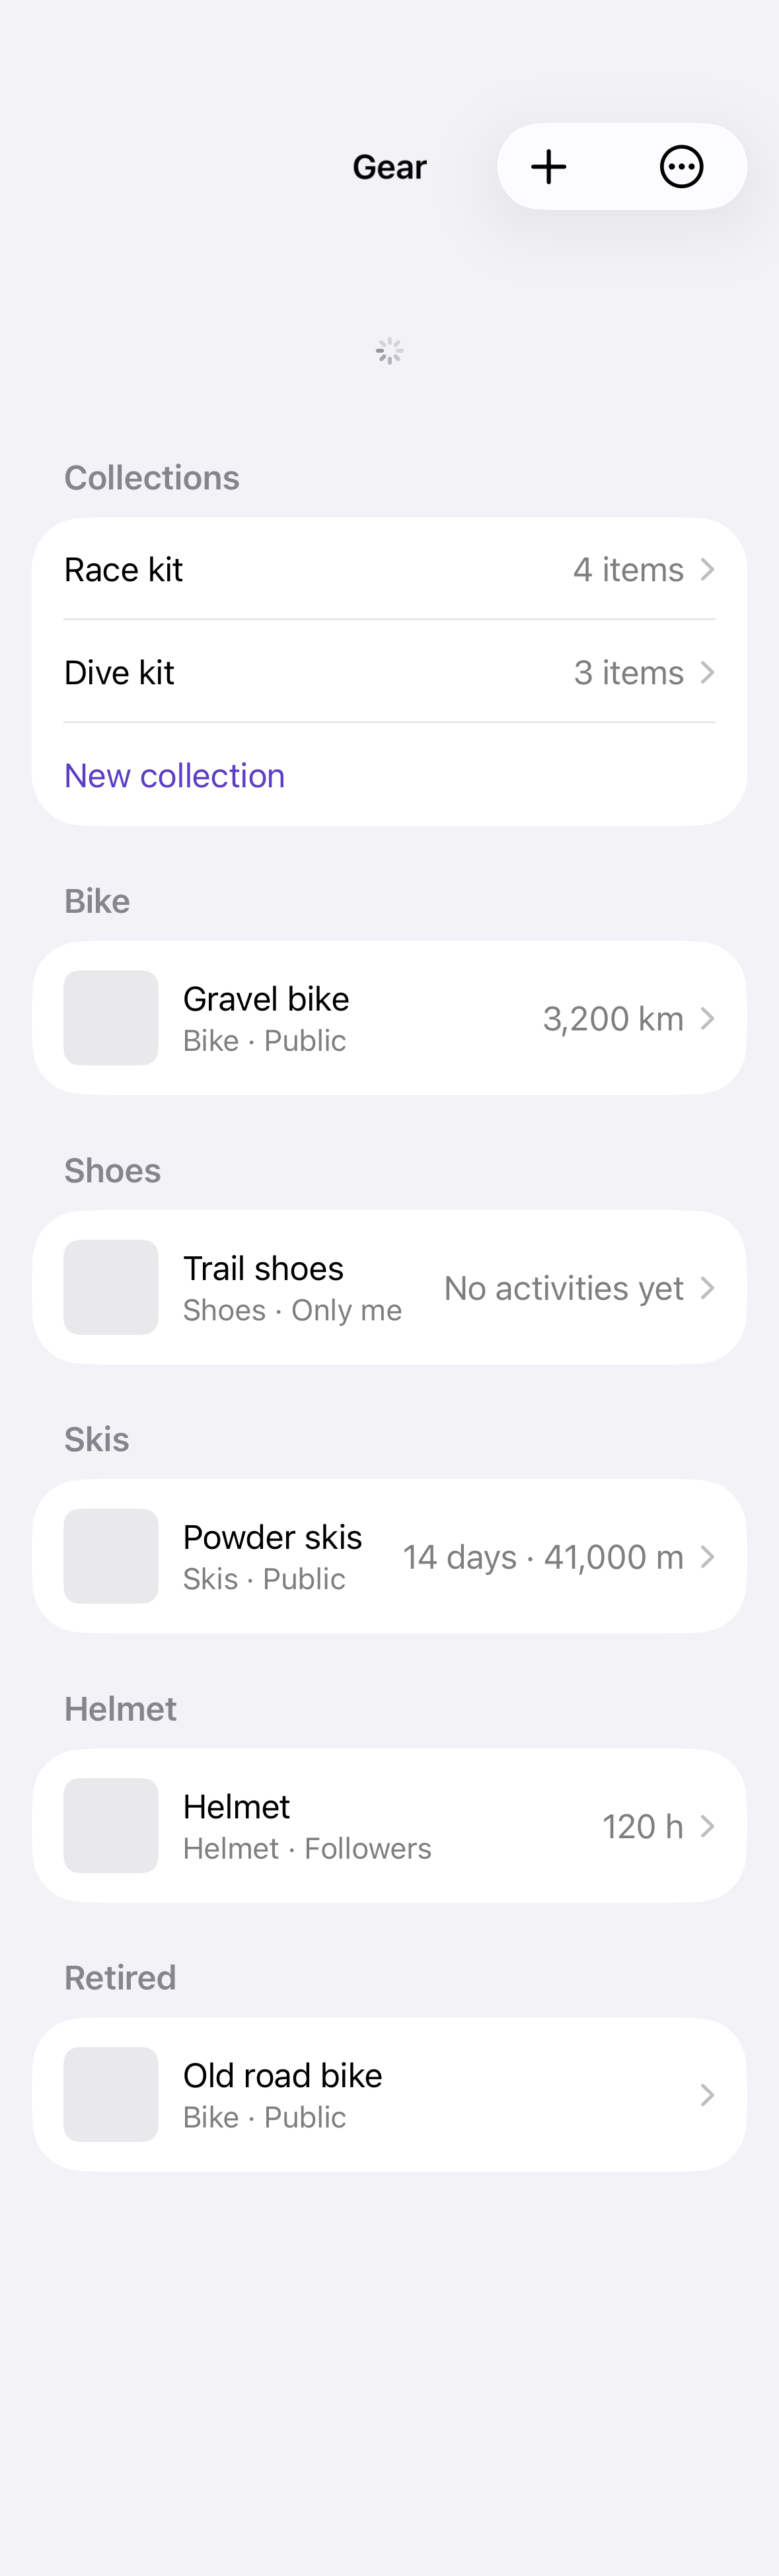 Gear
Collections
Race kit
4 items
Dive kit
3 items
New collection
Bike
Gravel bike
Bike · Public
3,200 km
Shoes
Trail shoes
Shoes · Only me
No activities yet
Skis
Powder skis
Skis · Public
14 days · 41,000 m
Helmet
Helmet
Helmet · Followers
120 h
Retired
Old road bike
Bike · Public